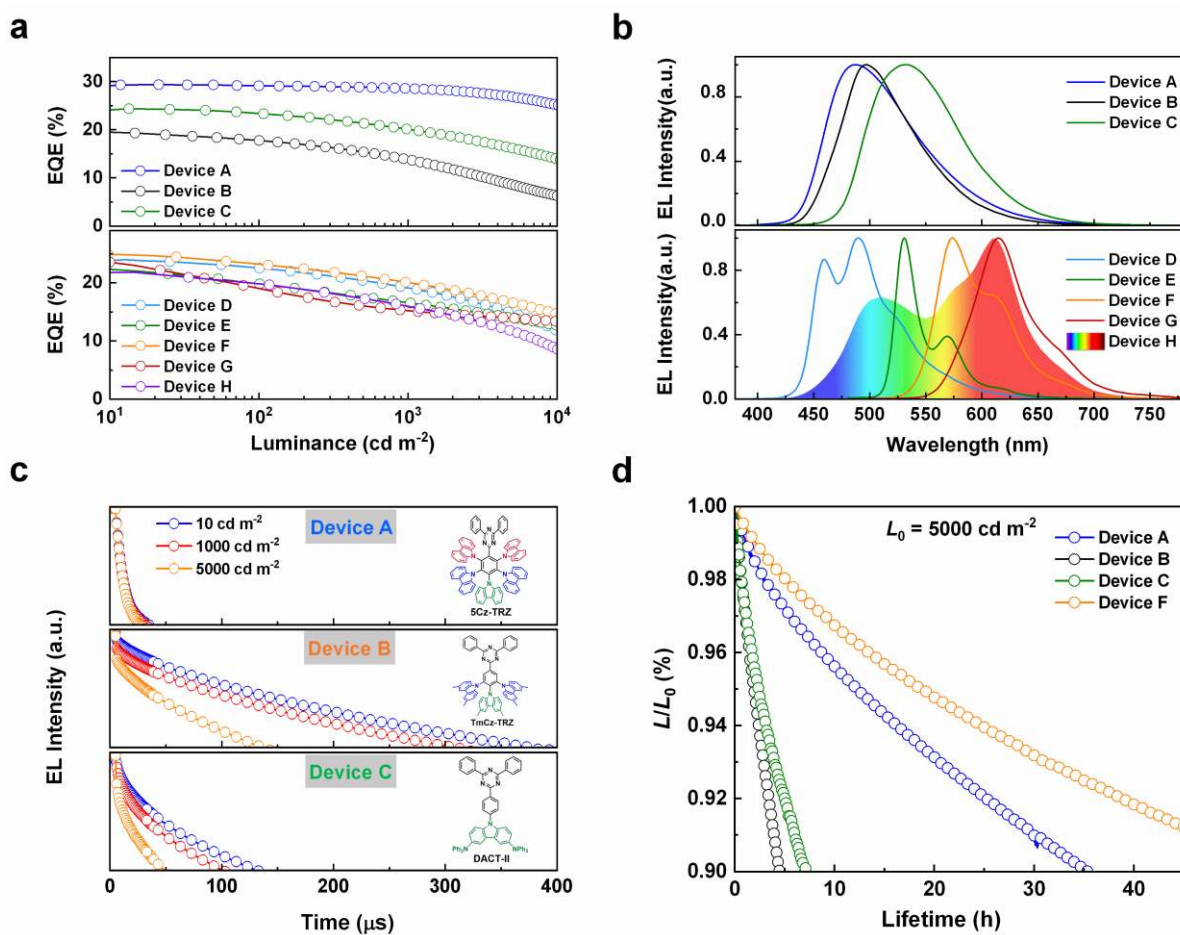 a
EQE (%)
30
20
10
0
Device A
Device B
Device C
EQE (%)
20
10
0
Device D
Device E
Device F
Device G
Device H
10¹ 10² 10³ 10⁴
Luminance (cd m⁻²)
b
EL Intensity(a.u.)
0.8
0.4
0.0
Device A
Device B
Device C
EL Intensity(a.u.)
0.8
0.4
0.0
Device D
Device E
Device F
Device G
Device H
400 450 500 550 600 650 700 750
Wavelength (nm)
c
EL Intensity (a.u.)
10 cd m⁻²
1000 cd m⁻²
5000 cd m⁻²
Device A
5Cz-TRZ
Device B
TmCz-TRZ
Device C
DACT-II
0 50 100 150 200 250 300 350 400
Time (μs)
d
L/L₀ (%)
1.00
0.98
0.96
0.94
0.92
0.90
L₀ = 5000 cd m⁻²
Device A
Device B
Device C
Device F
0 10 20 30 40
Lifetime (h)